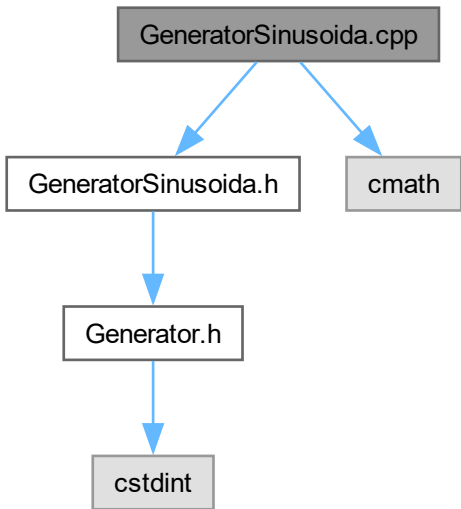 GeneratorSinusoida.cpp
GeneratorSinusoida.h
cmath
Generator.h
cstdint